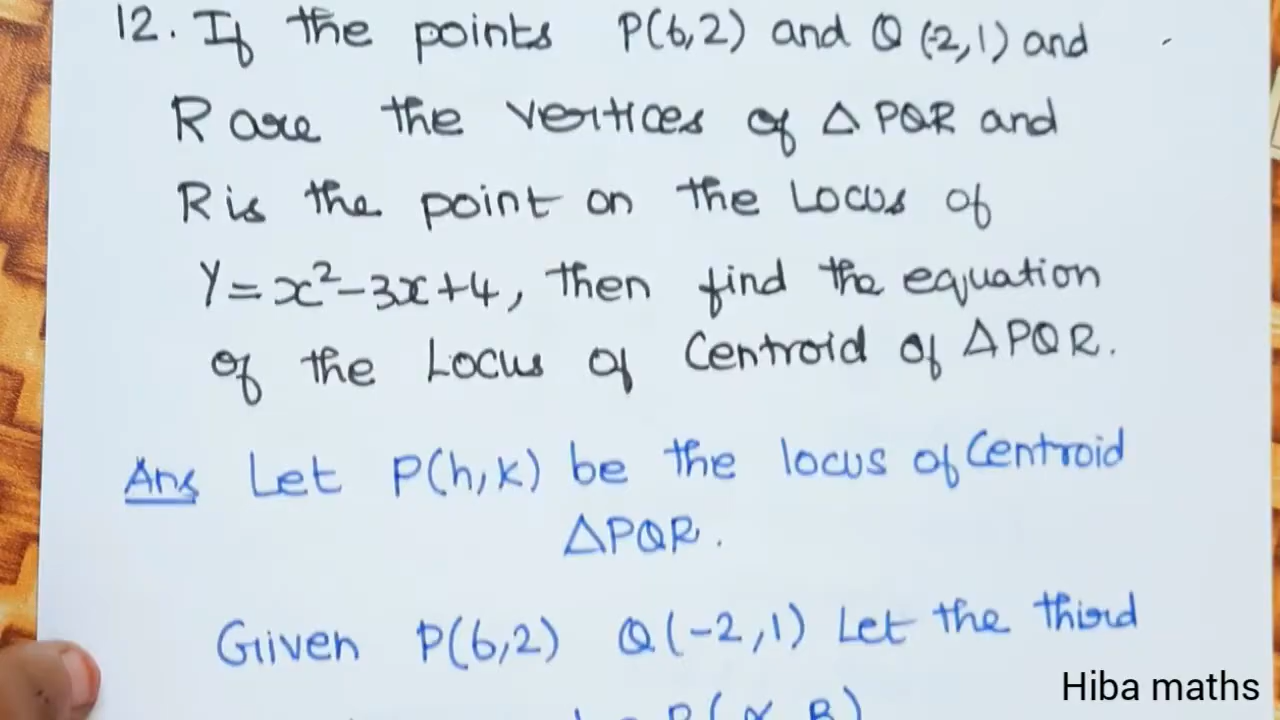 12. If the points P(6,2) and Q (-2,1) and
R are the vertices of △ PQR and
R is the point on the Locus of
Y = x² - 3x + 4, then find the equation
of the Locus of Centroid of △PQR.
Ans Let P(h,k) be the locus of Centroid
△PQR.
Given P(6,2) Q(-2,1) Let the third
R(α, β)
Hiba maths